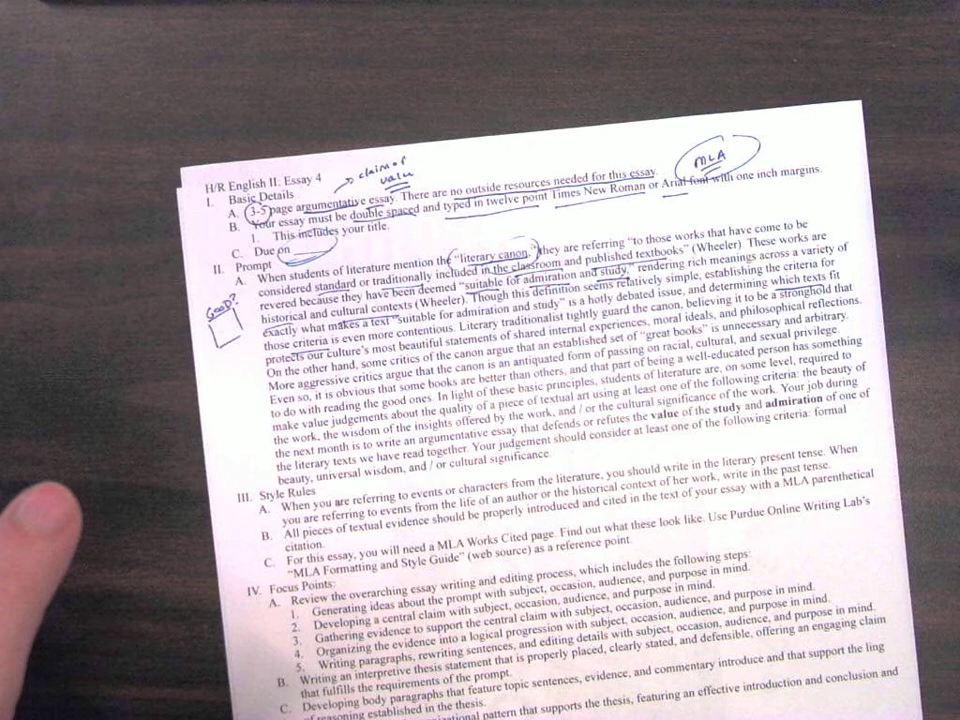 claim of
value
MLA
H/R English II: Essay 4
I. Basic Details
A. 3-5 page argumentative essay. There are no outside resources needed for this essay.
B. Your essay must be double spaced and typed in twelve point Times New Roman or Arial font with one inch margins.
1. This includes your title.
C. Due on
II. Prompt
A. When students of literature mention the "literary canon," they are referring "to those works that have come to be
considered standard or traditionally included in the classroom and published textbooks" (Wheeler). These works are
revered because they have been deemed "suitable for admiration and study," rendering rich meanings across a variety of
historical and cultural contexts (Wheeler). Though this definition seems relatively simple, establishing the criteria for
exactly what makes a text "suitable for admiration and study" is a hotly debated issue, and determining which texts fit
those criteria is even more contentious. Literary traditionalist tightly guard the canon, believing it to be a stronghold that
protects our culture's most beautiful statements of shared internal experiences, moral ideals, and philosophical reflections.
On the other hand, some critics of the canon argue that an established set of "great books" is unnecessary and arbitrary.
More aggressive critics argue that the canon is an antiquated form of passing on racial, cultural, and sexual privilege.
Even so, it is obvious that some books are better than others, and that part of being a well-educated person has something
to do with reading the good ones. In light of these basic principles, students of literature are, on some level, required to
make value judgements about the quality of a piece of textual art using at least one of the following criteria: the beauty of
the work, the wisdom of the insights offered by the work, and / or the cultural significance of the work. Your job during
the next month is to write an argumentative essay that defends or refutes the value of the study and admiration of one of
the literary texts we have read together. Your judgement should consider at least one of the following criteria: formal
beauty, universal wisdom, and / or cultural significance.
GOOD?
III. Style Rules
A. When you are referring to events or characters from the literature, you should write in the literary present tense. When
you are referring to events from the life of an author or the historical context of her work, write in the past tense.
B. All pieces of textual evidence should be properly introduced and cited in the text of your essay with a MLA parenthetical
citation.
C. For this essay, you will need a MLA Works Cited page. Find out what these look like. Use Purdue Online Writing Lab's
"MLA Formatting and Style Guide" (web source) as a reference point.
IV. Focus Points:
A. Review the overarching essay writing and editing process, which includes the following steps:
1. Generating ideas about the prompt with subject, occasion, audience, and purpose in mind.
2. Developing a central claim with subject, occasion, audience, and purpose in mind.
3. Gathering evidence to support the central claim with subject, occasion, audience, and purpose in mind.
4. Organizing the evidence into a logical progression with subject, occasion, audience, and purpose in mind.
5. Writing paragraphs, rewriting sentences, and editing details with subject, occasion, audience, and purpose in mind.
B. Writing an interpretive thesis statement that is properly placed, clearly stated, and defensible, offering an engaging claim
that fulfills the requirements of the prompt.
C. Developing body paragraphs that feature topic sentences, evidence, and commentary introduce and that support the ling
of reasoning established in the thesis.
pattern that supports the thesis, featuring an effective introduction and conclusion and